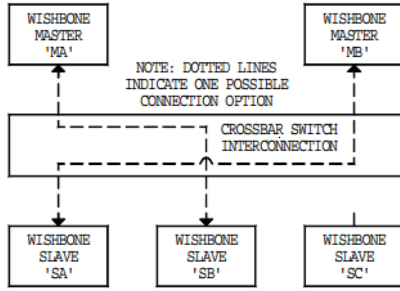 WISHBONE
MASTER
'MA'
WISHBONE
MASTER
'MB'
NOTE: DOTTED LINES
INDICATE ONE POSSIBLE
CONNECTION OPTION
CROSSBAR SWITCH
INTERCONNECTION
WISHBONE
SLAVE
'SA'
WISHBONE
SLAVE
'SB'
WISHBONE
SLAVE
'SC'